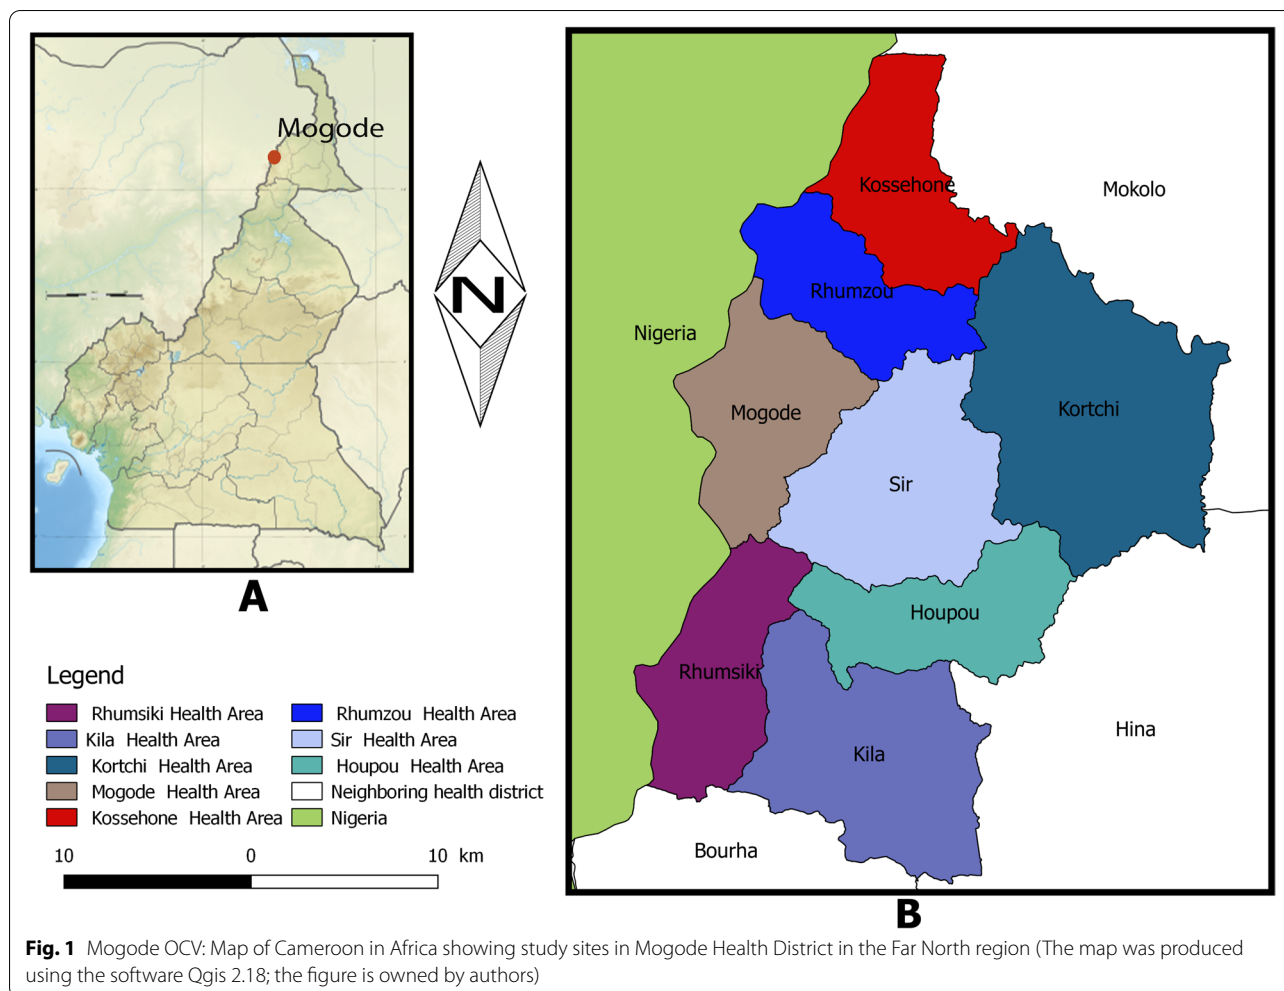 Mogode
N
A
Kossehone
Mokolo
Rhumzou
Nigeria
Mogode
Kortchi
Sir
Houpou
Rhumsiki
Hina
Kila
Bourha
B
Legend
Rhumsiki Health Area
Rhumzou Health Area
Kila Health Area
Sir Health Area
Kortchi Health Area
Houpou Health Area
Mogode Health Area
Neighboring health district
Kossehone Health Area
Nigeria
10 0 10 km
Fig. 1 Mogode OCV: Map of Cameroon in Africa showing study sites in Mogode Health District in the Far North region (The map was produced
using the software Qgis 2.18; the figure is owned by authors)